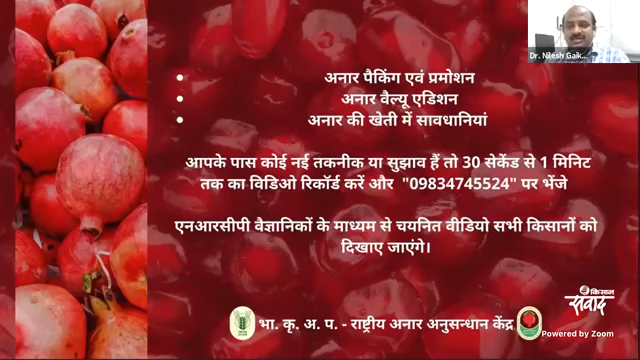 Dr. Nilesh Gaik...
अनार पैकिंग एवं प्रमोशन
अनार वैल्यू एडिशन
अनार की खेती में सावधानियां
आपके पास कोई नई तकनीक या सुझाव हैं तो 30 सेकेंड से 1 मिनिट
तक का विडिओ रिकॉर्ड करें और "09834745524" पर भेंजे
एनआरसीपी वैज्ञानिकों के माध्यम से चयनित वीडियो सभी किसानों को
दिखाए जाएंगे।
किसान
संवाद
भा. कृ. अ. प. - राष्ट्रीय अनार अनुसन्धान केंद्र
Powered by Zoom